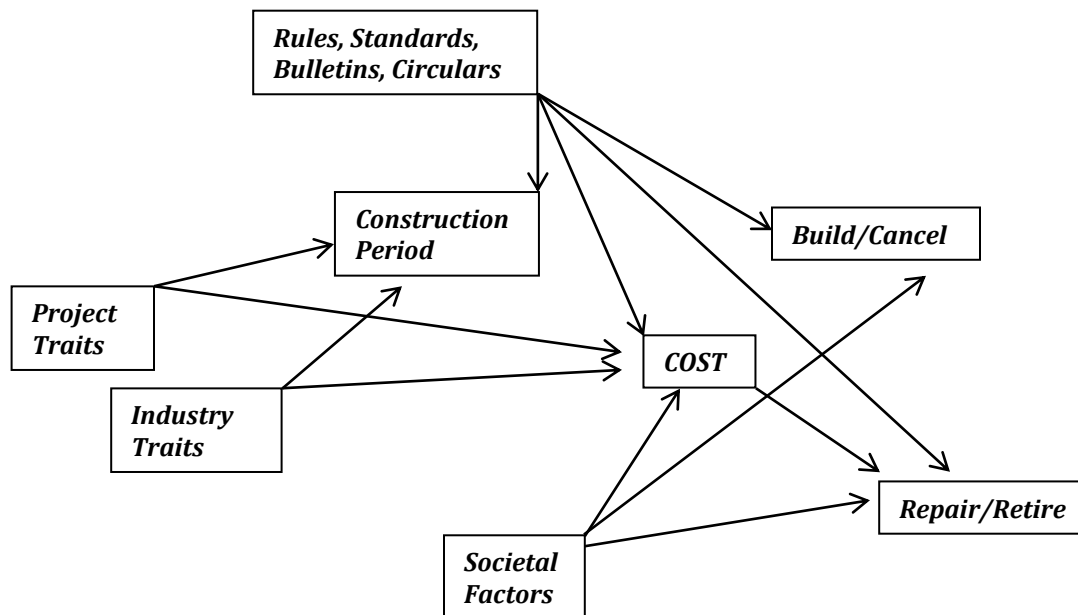 Rules, Standards,
Bulletins, Circulars
Construction
Period
Build/Cancel
Project
Traits
COST
Industry
Traits
Repair/Retire
Societal
Factors